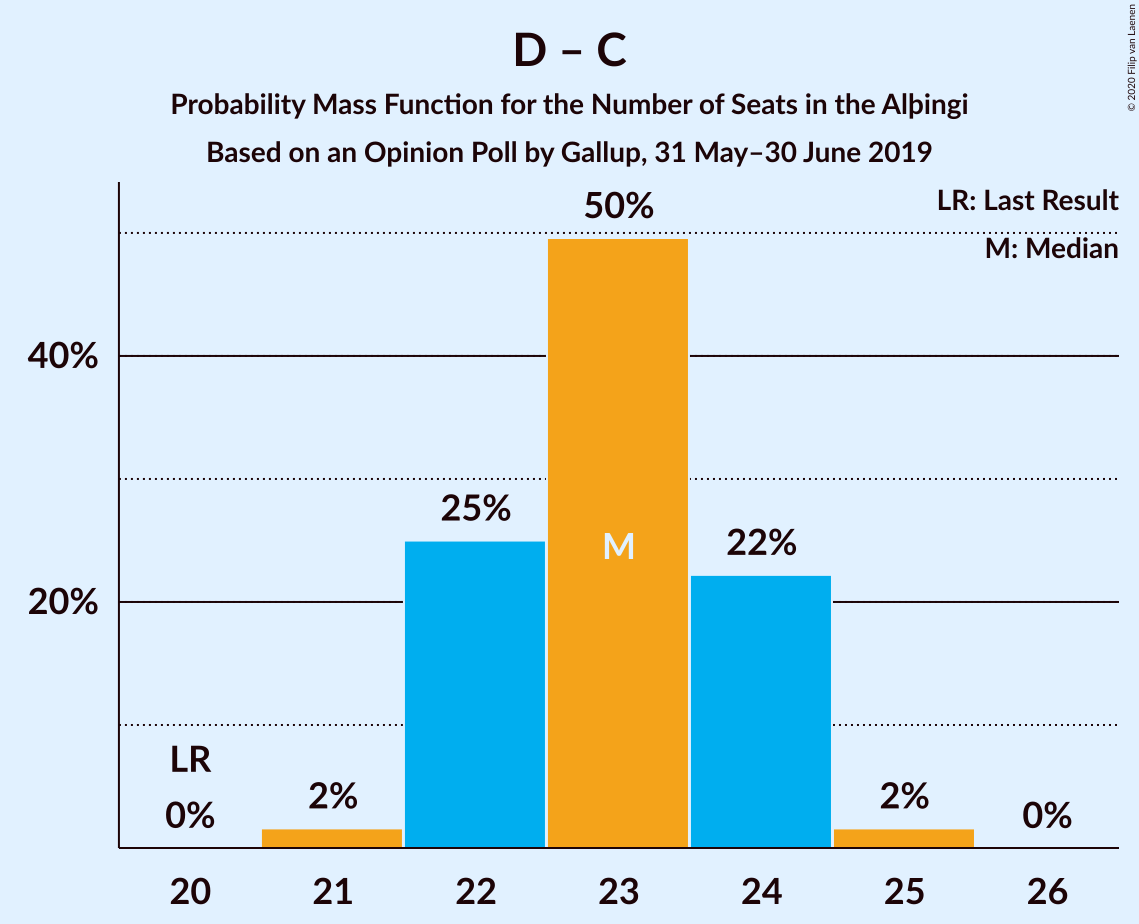 D – C
Probability Mass Function for the Number of Seats in the Alþingi
Based on an Opinion Poll by Gallup, 31 May–30 June 2019
© 2020 Filip van Laenen
LR: Last Result
M: Median
50%
40%
25%
M
22%
20%
LR
0%
2%
2%
0%
20 21 22 23 24 25 26